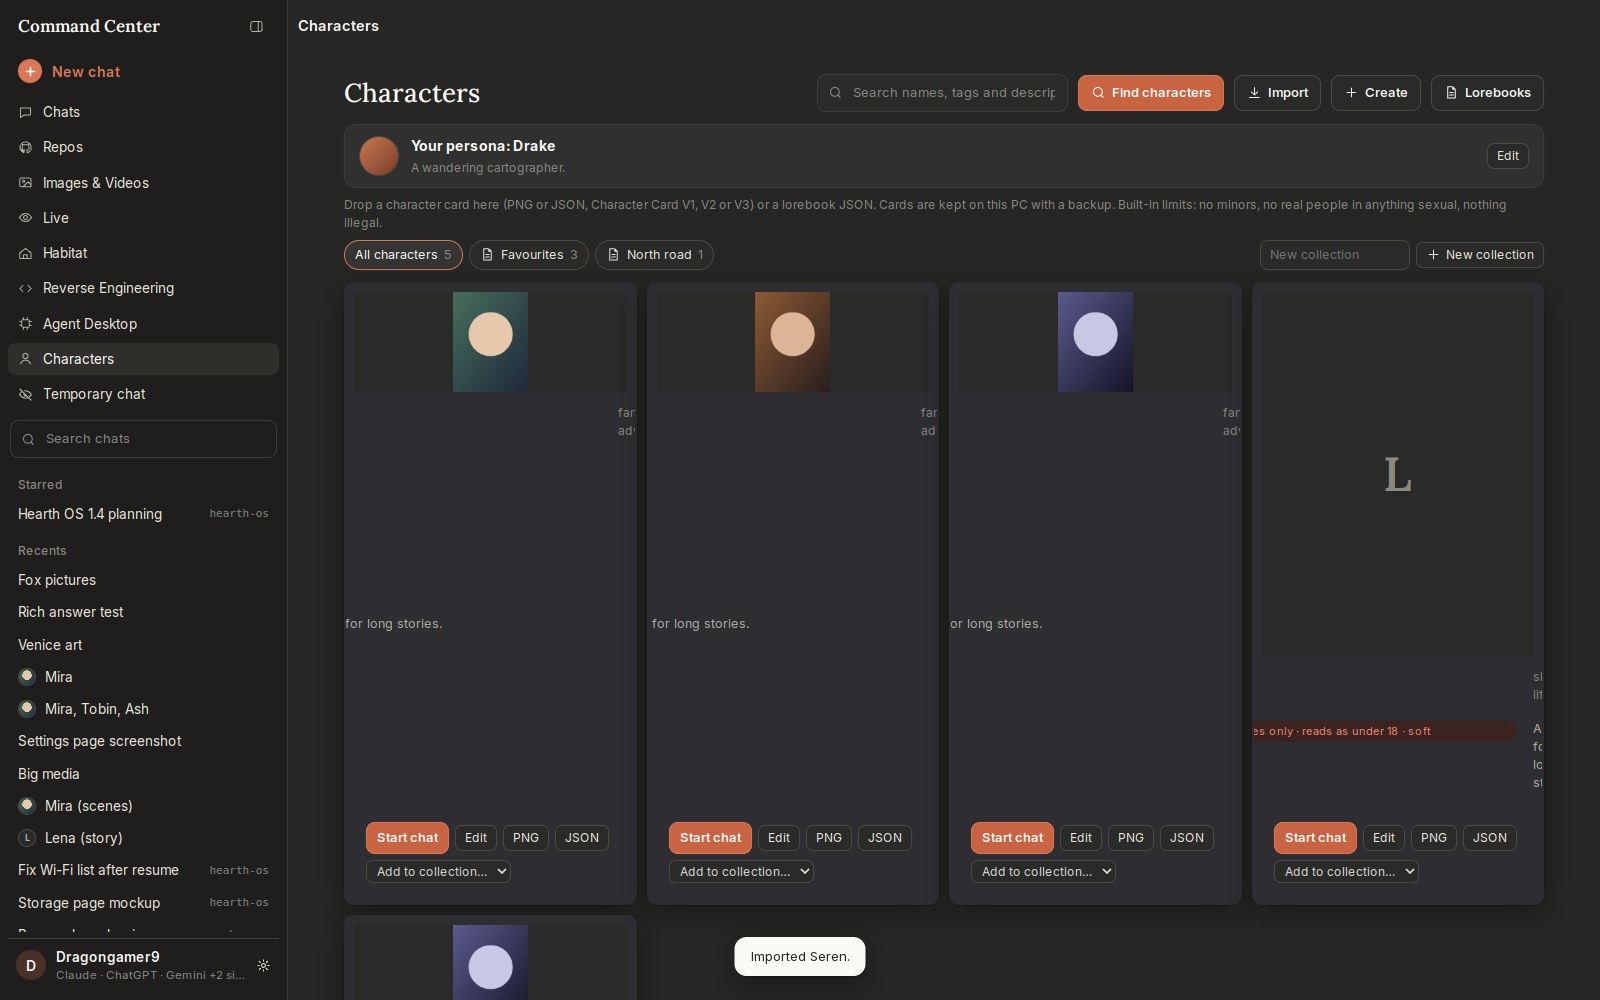 Command Center
New chat
Chats
Repos
Images & Videos
Live
Habitat
Reverse Engineering
Agent Desktop
Characters
Temporary chat
Search chats
Starred
Hearth OS 1.4 planning hearth-os
Recents
Fox pictures
Rich answer test
Venice art
Mira
Mira, Tobin, Ash
Settings page screenshot
Big media
Mira (scenes)
L Lena (story)
Fix Wi-Fi list after resume hearth-os
Storage page mockup hearth-os
D Dragongamer9
Claude · ChatGPT · Gemini +2 si...
Characters
Characters
Search names, tags and descrip
Find characters
Import
Create
Lorebooks
Your persona: Drake
A wandering cartographer.
Edit
Drop a character card here (PNG or JSON, Character Card V1, V2 or V3) or a lorebook JSON. Cards are kept on this PC with a backup. Built-in limits: no minors, no real people in anything sexual, nothing
illegal.
All characters 5
Favourites 3
North road 1
New collection
New collection
for long stories.
Start chat Edit PNG JSON
Add to collection...
for long stories.
Start chat Edit PNG JSON
Add to collection...
or long stories.
Start chat Edit PNG JSON
Add to collection...
L
es only · reads as under 18 · soft
Start chat Edit PNG JSON
Add to collection...
Imported Seren.